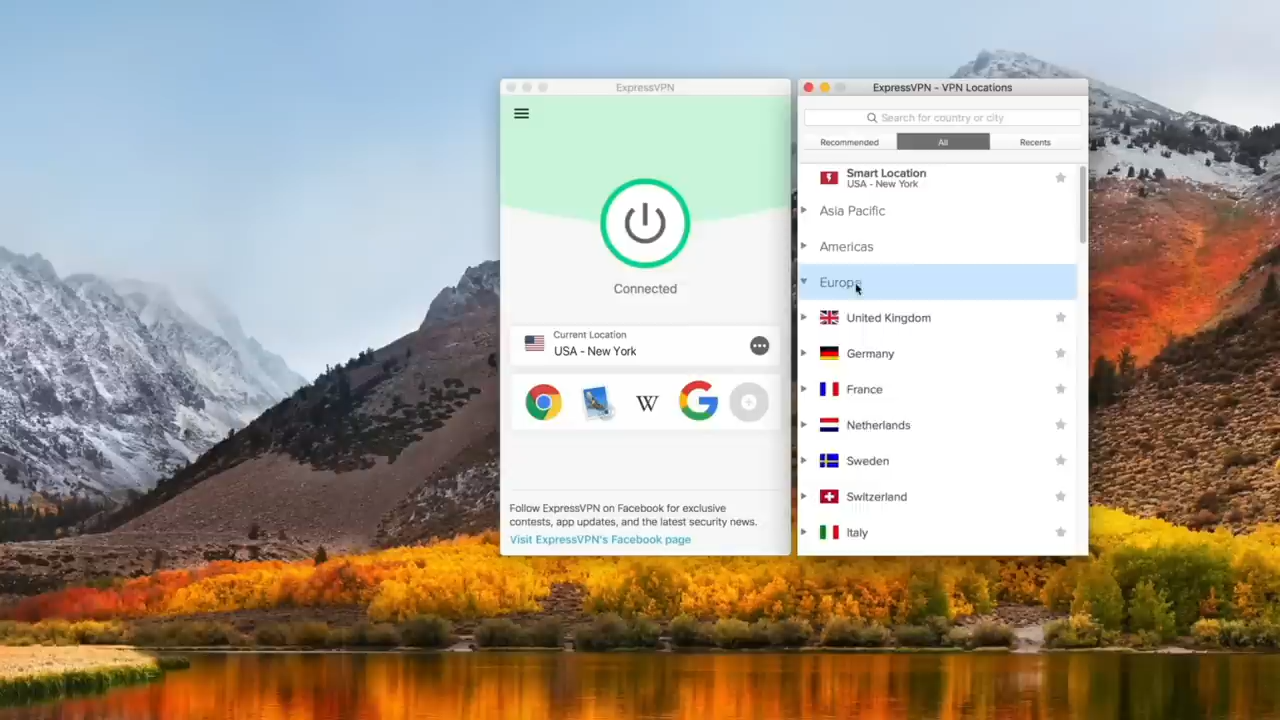 ExpressVPN
Connected
Current Location
USA - New York
W
Follow ExpressVPN on Facebook for exclusive
contests, app updates, and the latest security news.
Visit ExpressVPN's Facebook page
ExpressVPN - VPN Locations
Search for country or city
Recommended
All
Recents
Smart Location
USA - New York
Asia Pacific
Americas
Europe
United Kingdom
Germany
France
Netherlands
Sweden
Switzerland
Italy